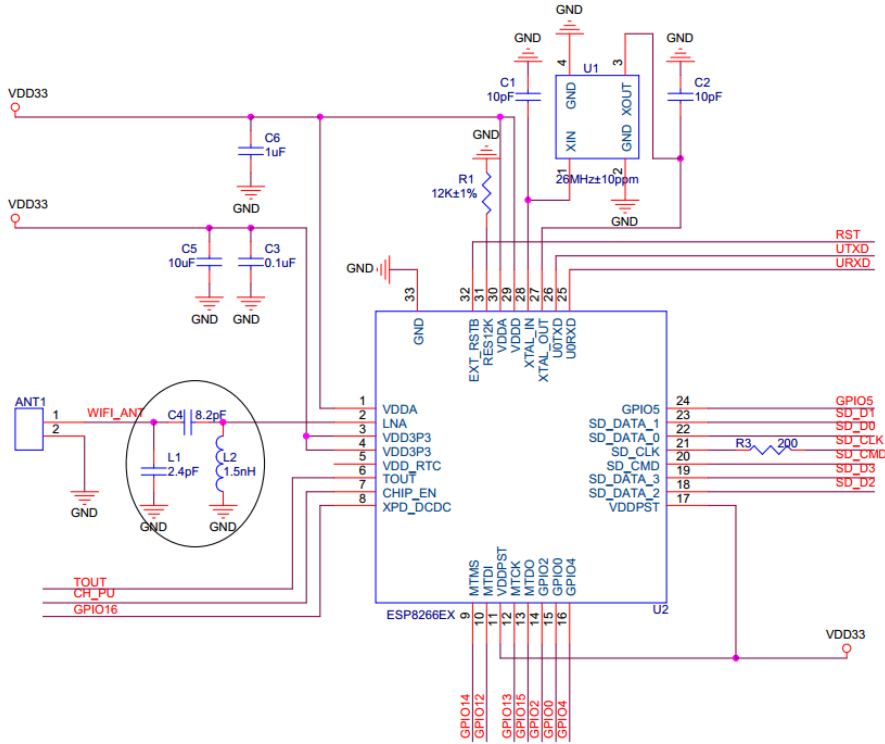 GND
GND
GND
4
3
U1
C1
10pF
C2
10pF
GND
XOUT
XIN
GND
1
2
26MHz±10ppm
GND
VDD33
C6
1uF
GND
GND
R1
12K±1%
VDD33
C5
10uF
C3
0.1uF
GND
GND
GND
RST
UTXD
URXD
33
32
31
30
29
28
27
26
25
GND
EXT_RSTB
RES12K
VDDA
VDDD
XTAL_IN
XTAL_OUT
U0TXD
U0RXD
ANT1
1
2
WIFI_ANT
C4
8.2pF
L1
2.4pF
L2
1.5nH
GND
GND
GND
1 VDDA
2 LNA
3 VDD3P3
4 VDD3P3
5 VDD_RTC
6 TOUT
7 CHIP_EN
8 XPD_DCDC
GPIO5 24 GPIO5
SD_DATA_1 23 SD_D1
SD_DATA_0 22 SD_D0
SD_CLK 21 R3 200 SD_CLK
SD_CMD 20 SD_CMD
SD_DATA_3 19 SD_D3
SD_DATA_2 18 SD_D2
VDDPST 17
TOUT
CH_PU
GPIO16
MTMS
MTDI
VDDPST
MTCK
MTDO
GPIO2
GPIO0
GPIO4
ESP8266EX
U2
9
10
11
12
13
14
15
16
VDD33
GPIO14
GPIO12
GPIO13
GPIO15
GPIO2
GPIO0
GPIO4